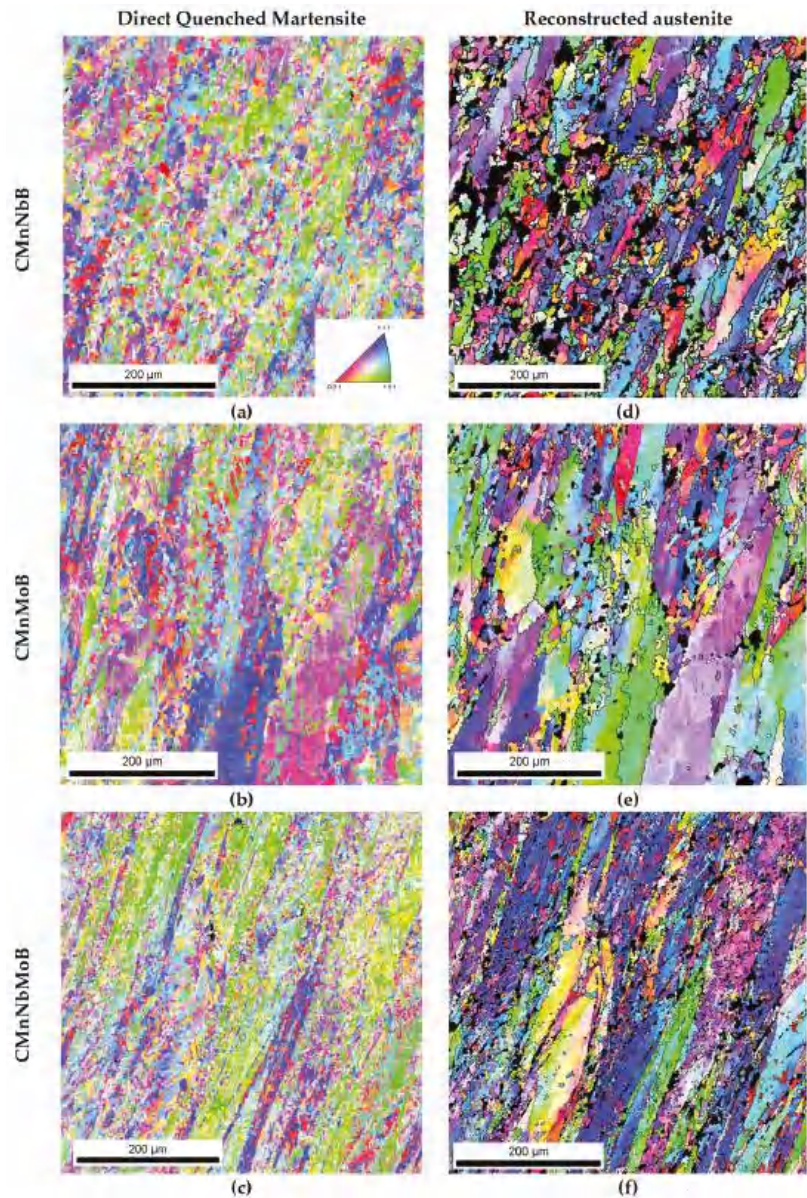 Direct Quenched Martensite Reconstructed austenite
CMnNbB
200 µm
200 µm
(a) (d)
CMnMoB
200 µm
200 µm
(b) (e)
CMnNbMoB
200 µm
200 µm
(c) (f)